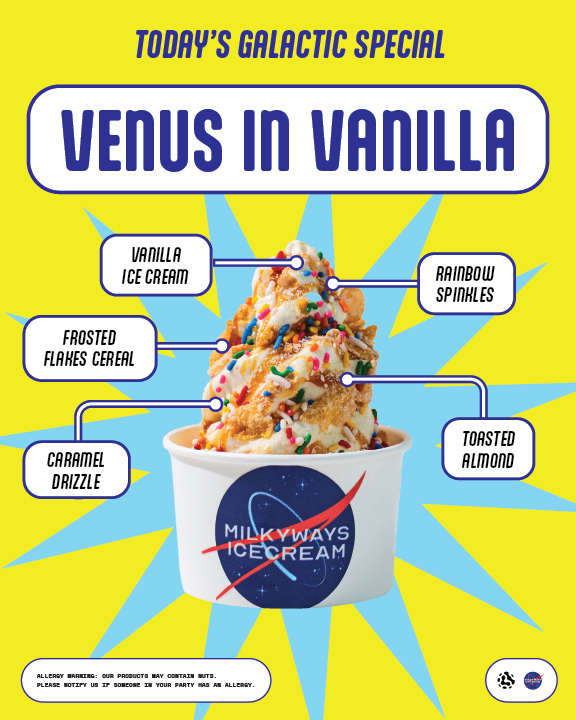 TODAY'S GALACTIC SPECIAL
VENUS IN VANILLA
VANILLA
ICE CREAM
RAINBOW
SPINKLES
FROSTED
FLAKES CEREAL
CARAMEL
DRIZZLE
TOASTED
ALMOND
MILKYWAYS
ICECREAM
ALLERGY WARNING: OUR PRODUCTS MAY CONTAIN NUTS.
PLEASE NOTIFY US IF SOMEONE IN YOUR PARTY HAS AN ALLERGY.